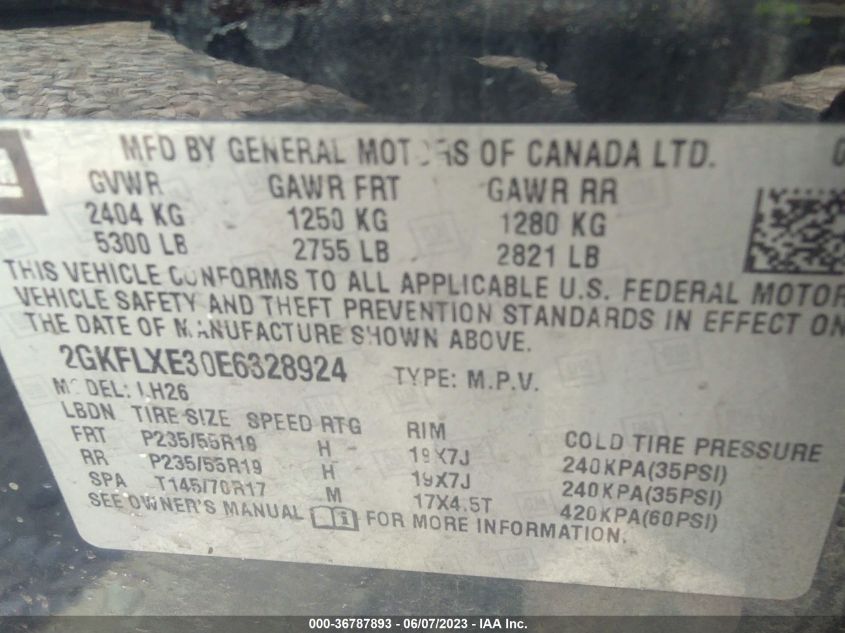 MFD BY GENERAL MOTORS OF CANADA LTD.
GVWR GAWR FRT GAWR RR
2404 KG 1250 KG 1280 KG
5300 LB 2755 LB 2821 LB
THIS VEHICLE CONFORMS TO ALL APPLICABLE U.S. FEDERAL MOTOR
VEHICLE SAFETY AND THEFT PREVENTION STANDARDS IN EFFECT ON
THE DATE OF MANUFACTURE SHOWN ABOVE.
2GKFLXE30E6328924 TYPE: M.P.V.
MODEL: LH26
LBDN TIRE SIZE SPEED RTG RIM COLD TIRE PRESSURE
FRT P235/55R19 H 19X7J 240KPA(35PSI)
RR P235/55R19 H 19X7J 240KPA(35PSI)
SPA T145/70R17 M 17X4.5T 420KPA(60PSI)
SEE OWNER'S MANUAL FOR MORE INFORMATION.
000-36787893 - 06/07/2023 - IAA Inc.